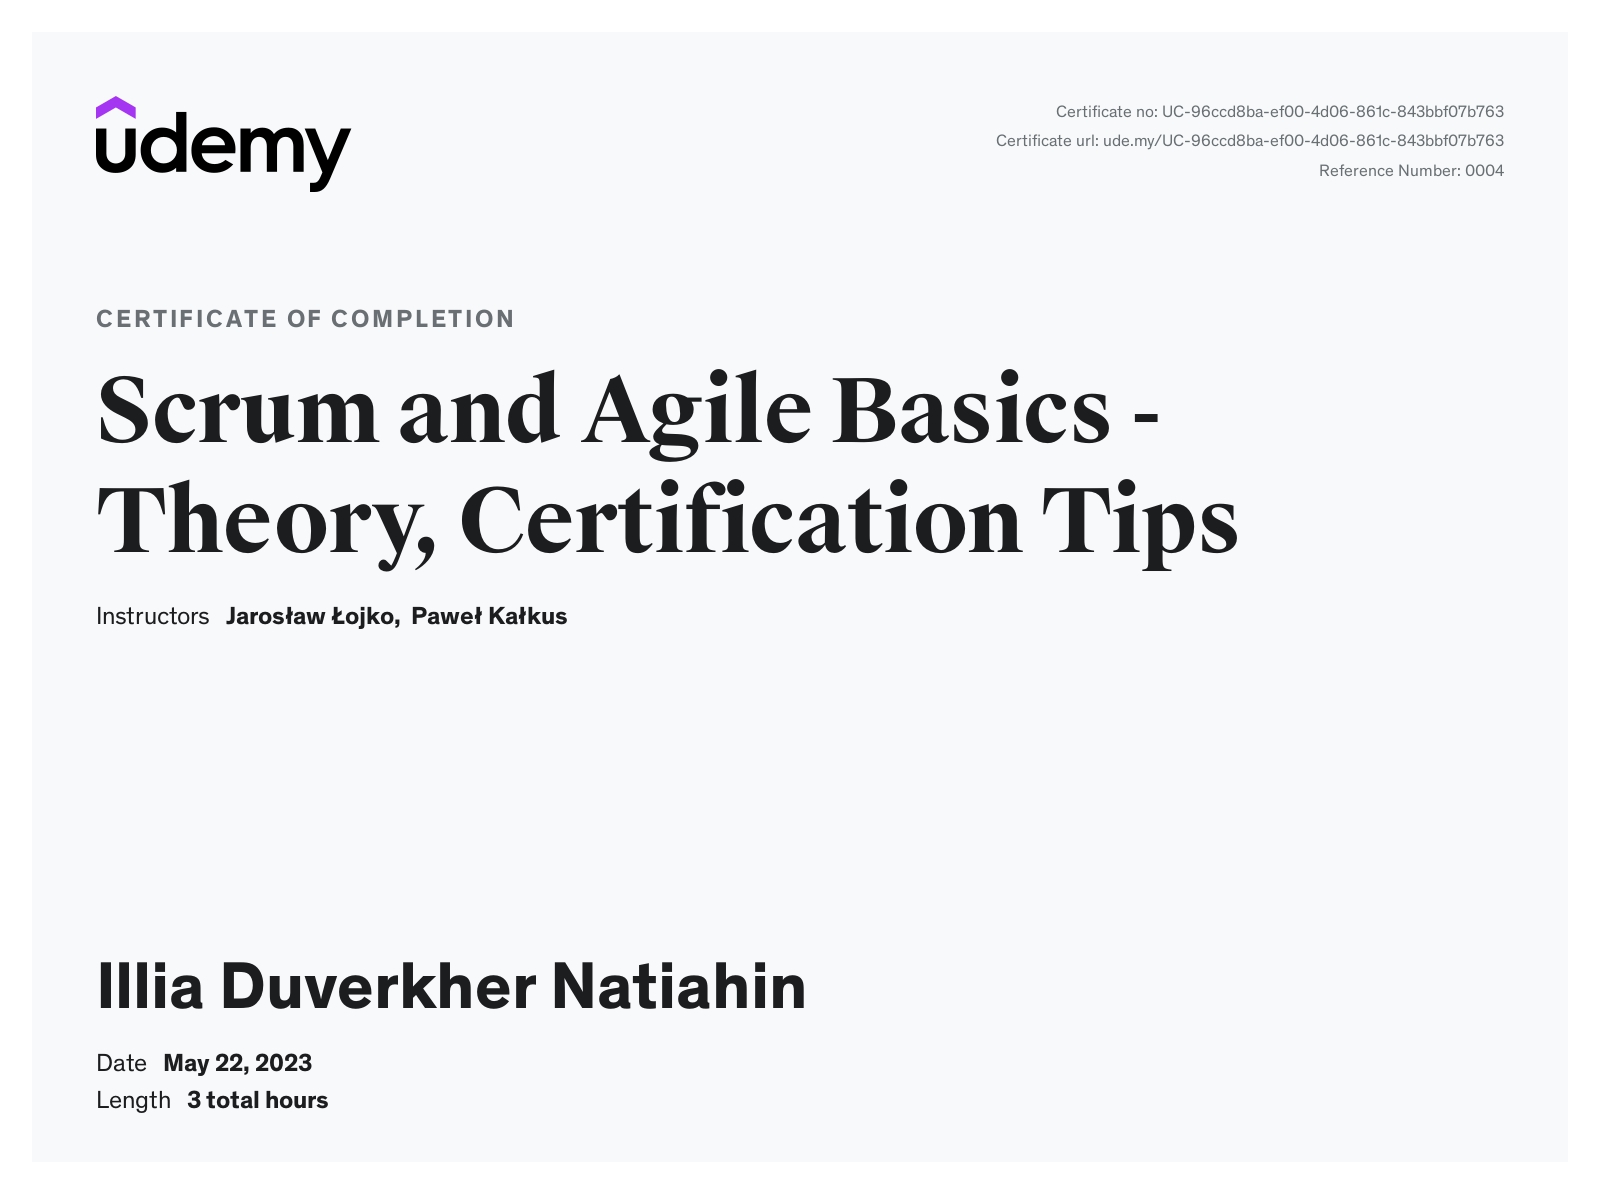 udemy
Certificate no: UC-96ccd8ba-ef00-4d06-861c-843bbf07b763
Certificate url: ude.my/UC-96ccd8ba-ef00-4d06-861c-843bbf07b763
Reference Number: 0004
CERTIFICATE OF COMPLETION
Scrum and Agile Basics -
Theory, Certification Tips
Instructors Jarosław Łojko, Paweł Kałkus
Illia Duverkher Natiahin
Date May 22, 2023
Length 3 total hours